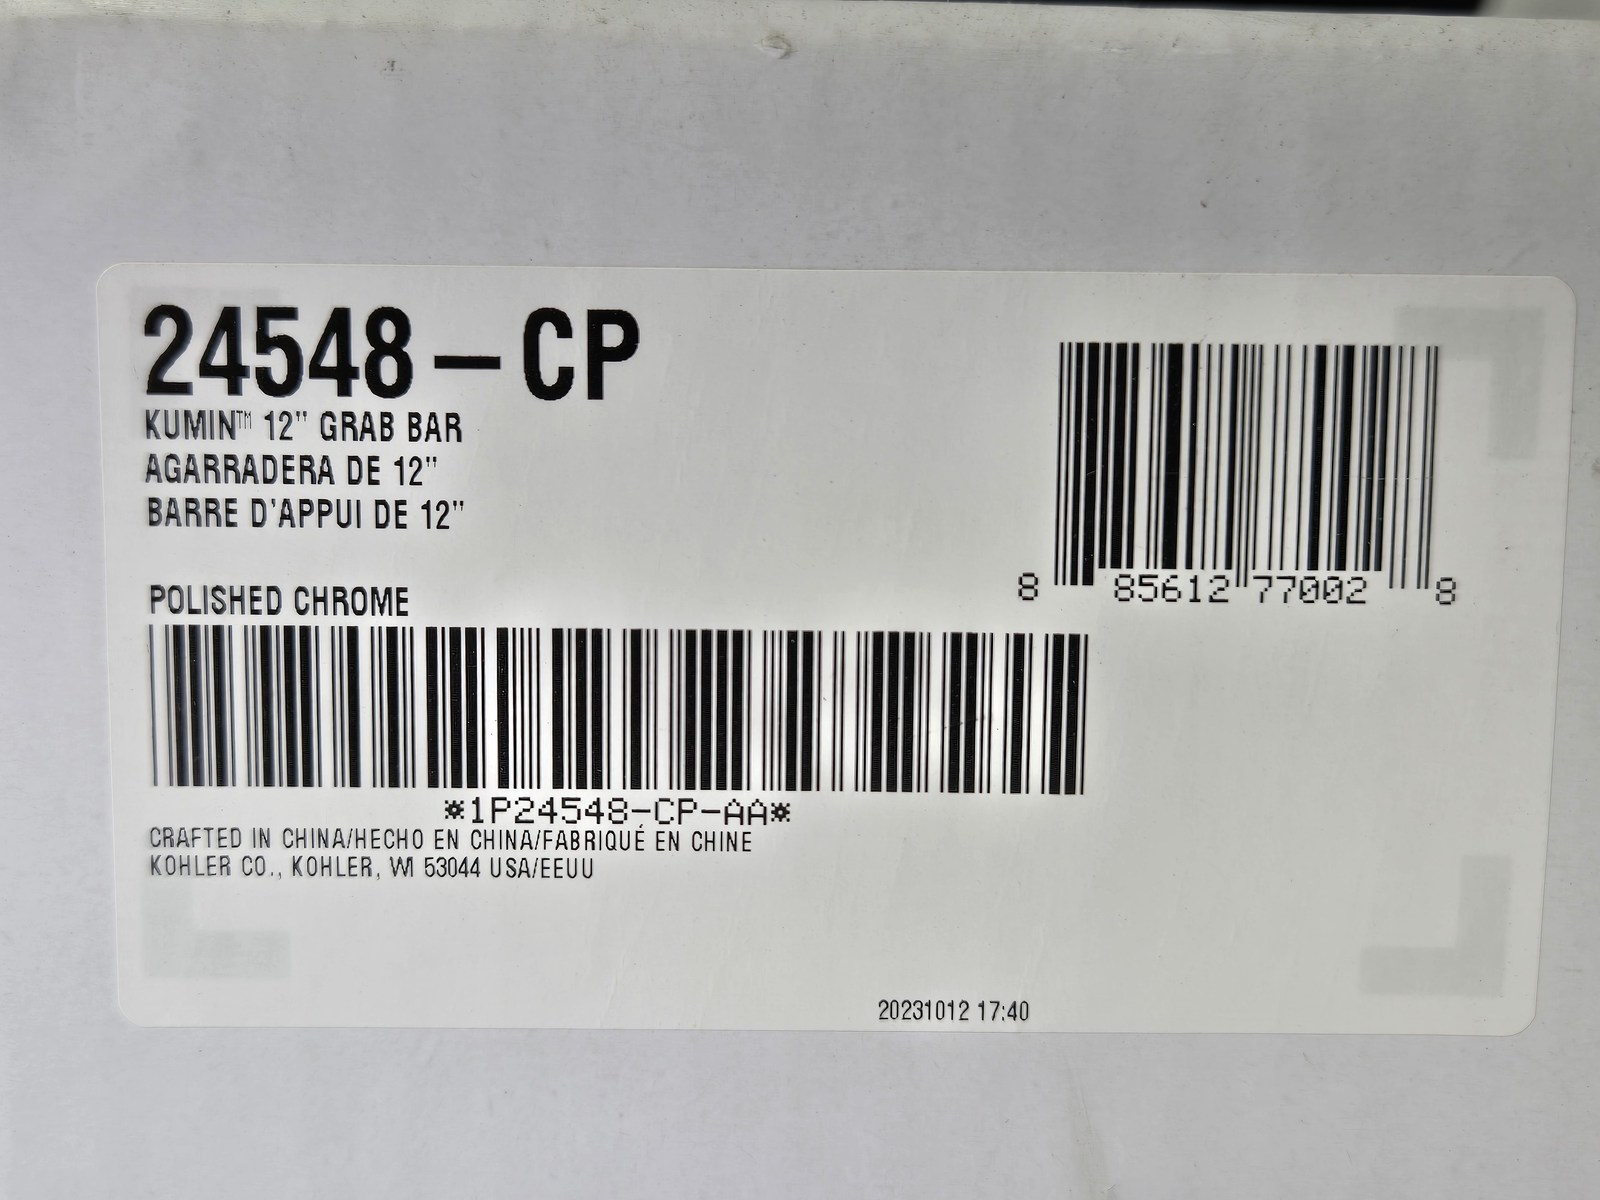 24548-CP
KUMIN™ 12" GRAB BAR
AGARRADERA DE 12"
BARRE D'APPUI DE 12"
POLISHED CHROME
8 85612 77002 8
*1P24548-CP-AA*
CRAFTED IN CHINA/HECHO EN CHINA/FABRIQUÉ EN CHINE
KOHLER CO., KOHLER, WI 53044 USA/EEUU
20231012 17:40